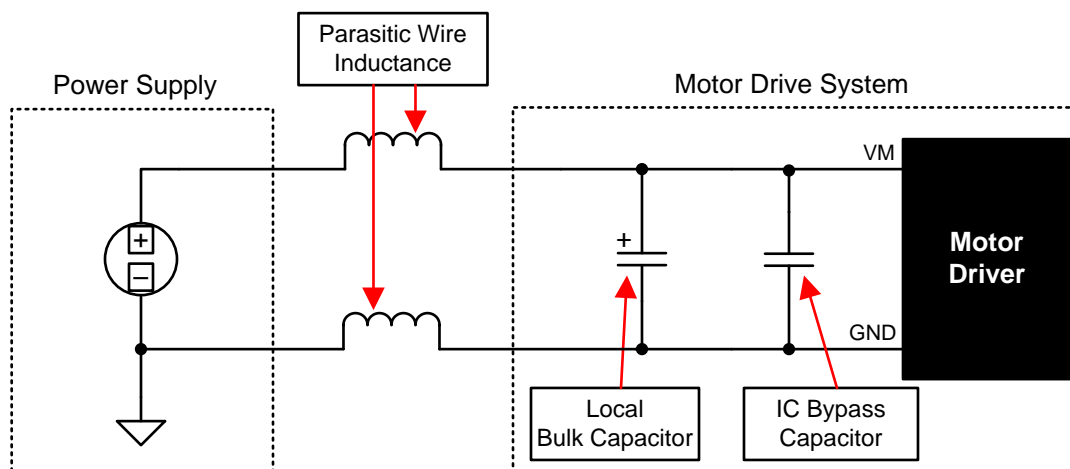 Parasitic Wire
Inductance
Power Supply
Motor Drive System
VM
+
+
−
Motor
Driver
GND
Local
Bulk Capacitor
IC Bypass
Capacitor